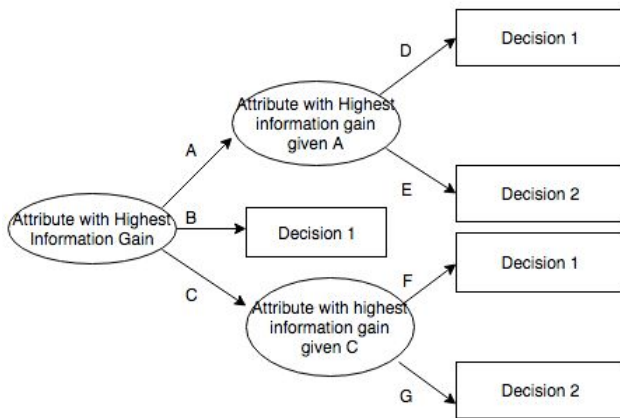 D
Decision 1
Attribute with Highest
information gain
given A
A
E
Decision 2
Attribute with Highest
Information Gain
B
Decision 1
C
Attribute with highest
information gain
given C
F
Decision 1
G
Decision 2